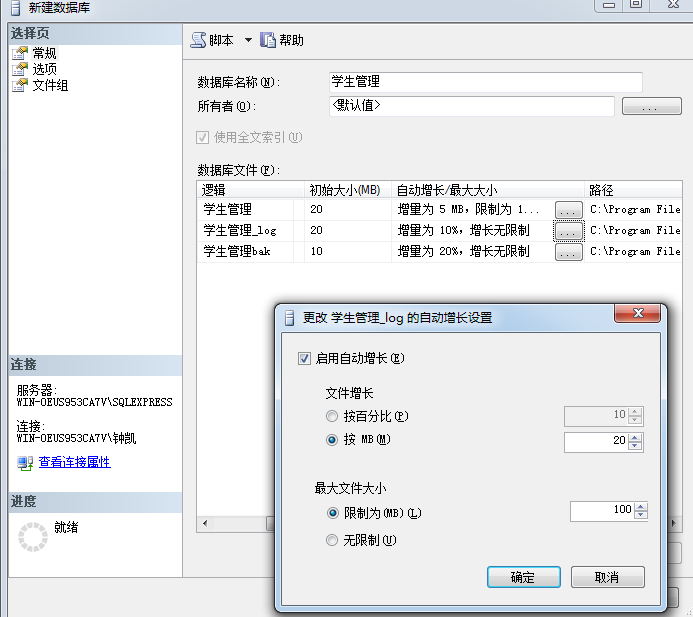 新建数据库
选择页
常规
选项
文件组
脚本 帮助
数据库名称(N): 学生管理
所有者(O): <默认值> ...
使用全文索引(U)
数据库文件(F):
逻辑 初始大小(MB) 自动增长/最大大小 路径
学生管理 20 增量为 5 MB，限制为 1... ... C:\Program File
学生管理_log 20 增量为 10%，增长无限制 ... C:\Program File
学生管理bak 10 增量为 20%，增长无限制 ... C:\Program File
连接
服务器:
WIN-OEUS953CA7V\SQLEXPRESS
连接:
WIN-OEUS953CA7V\钟凯
查看连接属性
进度
就绪
更改 学生管理_log 的自动增长设置
启用自动增长(E)
文件增长
按百分比(P) 10
按 MB(M) 20
最大文件大小
限制为(MB)(L) 100
无限制(U)
确定 取消